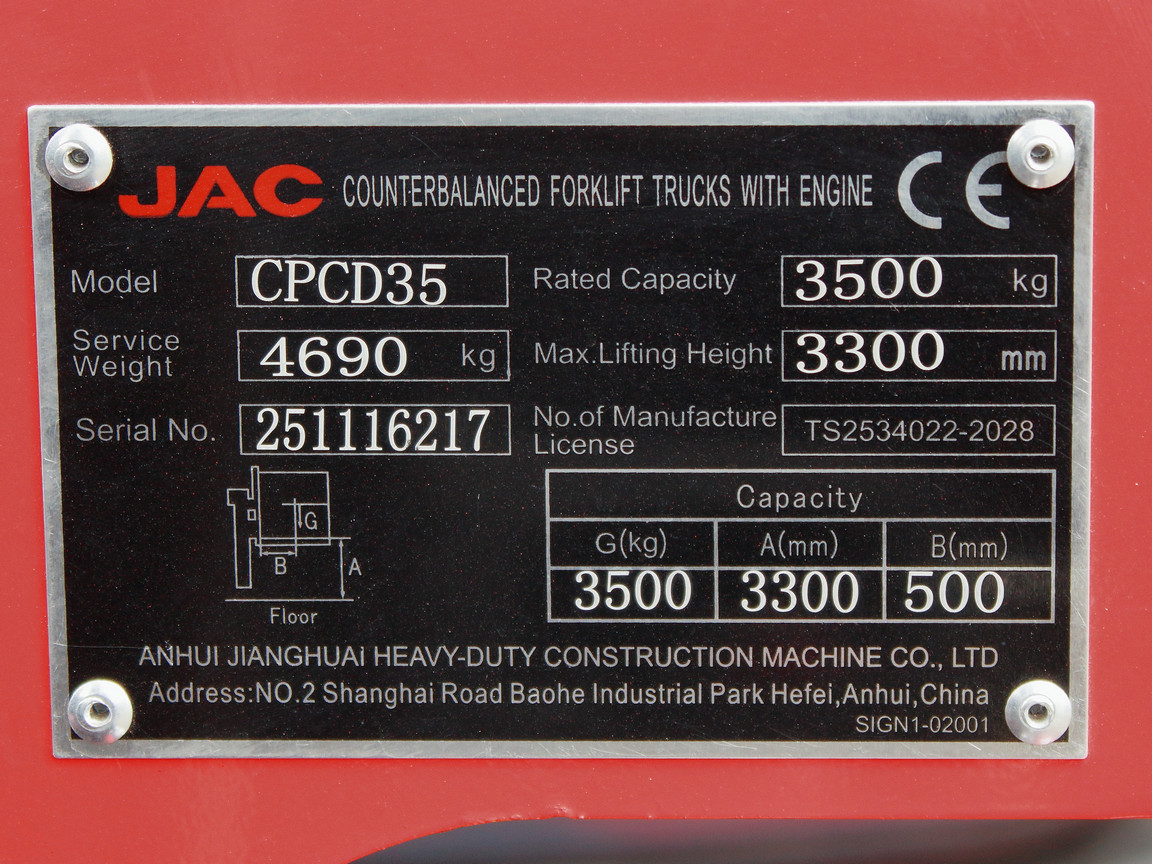 JAC COUNTERBALANCED FORKLIFT TRUCKS WITH ENGINE CE
Model CPCD35 Rated Capacity 3500 kg
Service Weight 4690 kg Max.Lifting Height 3300 mm
Serial No. 251116217 No.of Manufacture License TS2534022-2028
Capacity
G(kg) A(mm) B(mm)
3500 3300 500
G
B A
Floor
ANHUI JIANGHUAI HEAVY-DUTY CONSTRUCTION MACHINE CO., LTD
Address:NO.2 Shanghai Road Baohe Industrial Park Hefei,Anhui,China
SIGN1-02001